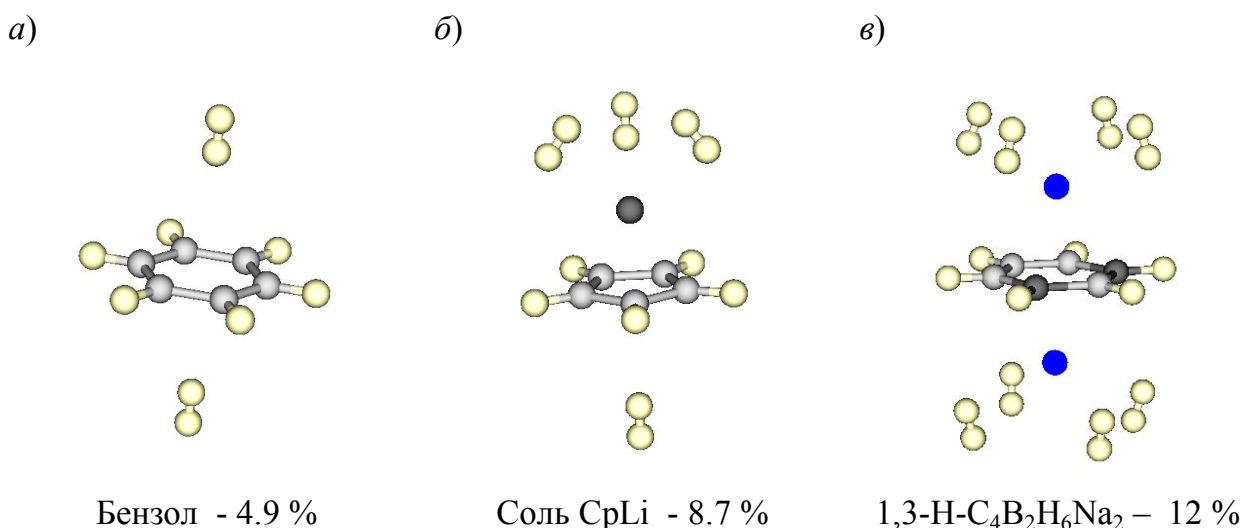 а) б) в)
Бензол - 4.9 % Соль CpLi - 8.7 % 1,3-H-C₄B₂H₆Na₂ – 12 %